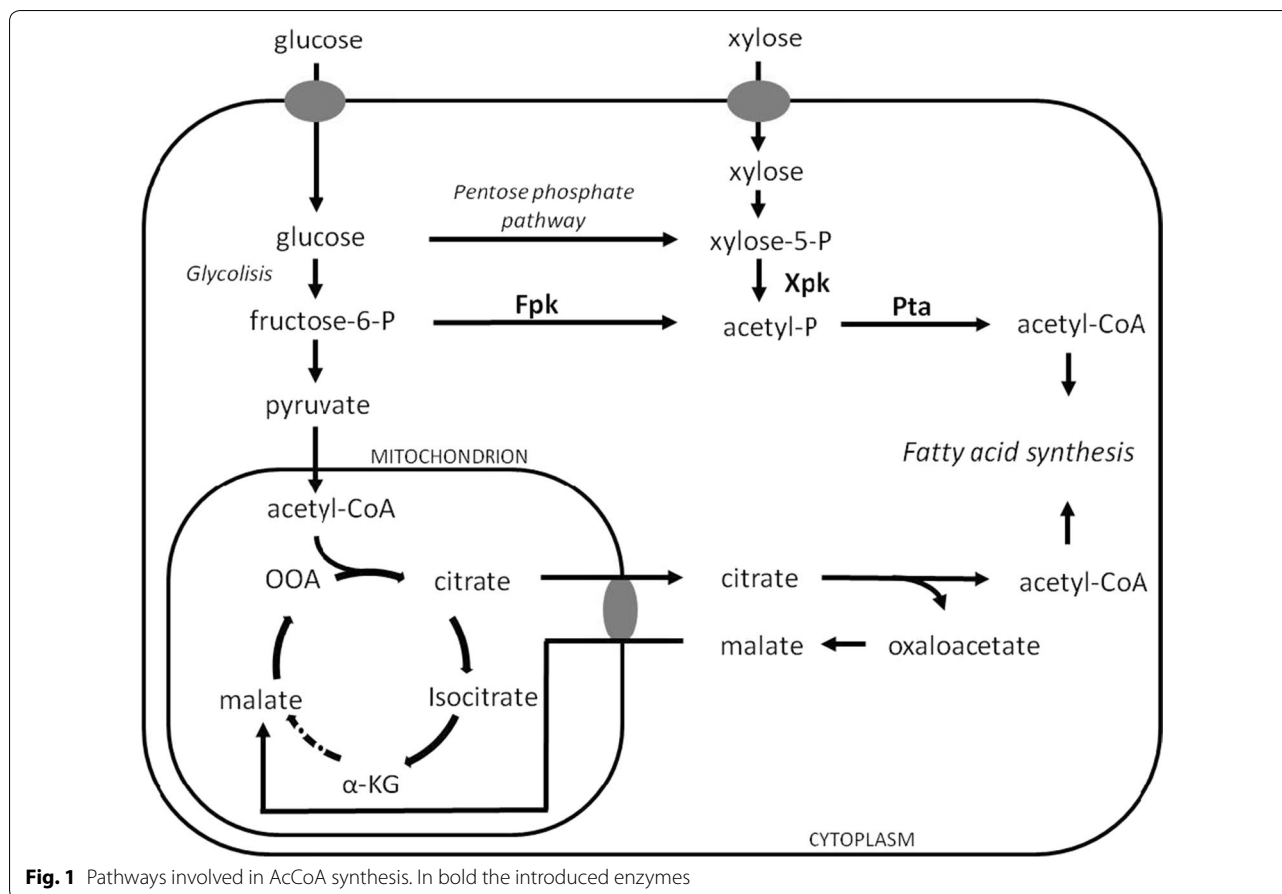 glucose
xylose
xylose
Pentose phosphate
pathway
glucose
xylose-5-P
Glycolisis
Xpk
fructose-6-P
Fpk
acetyl-P
Pta
acetyl-CoA
pyruvate
MITOCHONDRION
Fatty acid synthesis
acetyl-CoA
OOA
citrate
citrate
acetyl-CoA
malate
oxaloacetate
malate
Isocitrate
α-KG
CYTOPLASM
Fig. 1 Pathways involved in AcCoA synthesis. In bold the introduced enzymes